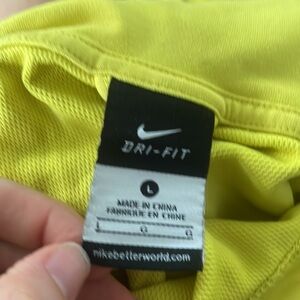 DRI-FIT
L
MADE IN CHINA
FABRIQUÉ EN CHINE
L G G
nikebetterworld.com